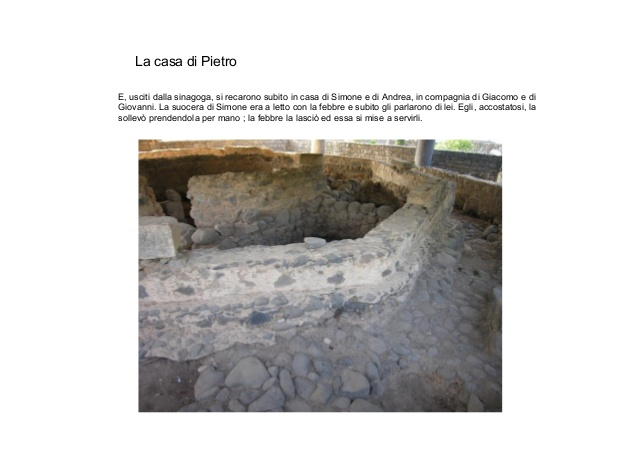 La casa di Pietro
E, usciti dalla sinagoga, si recarono subito in casa di Simone e di Andrea, in compagnia di Giacomo e di
Giovanni. La suocera di Simone era a letto con la febbre e subito gli parlarono di lei. Egli, accostatosi, la
sollevò prendendola per mano ; la febbre la lasciò ed essa si mise a servirli.